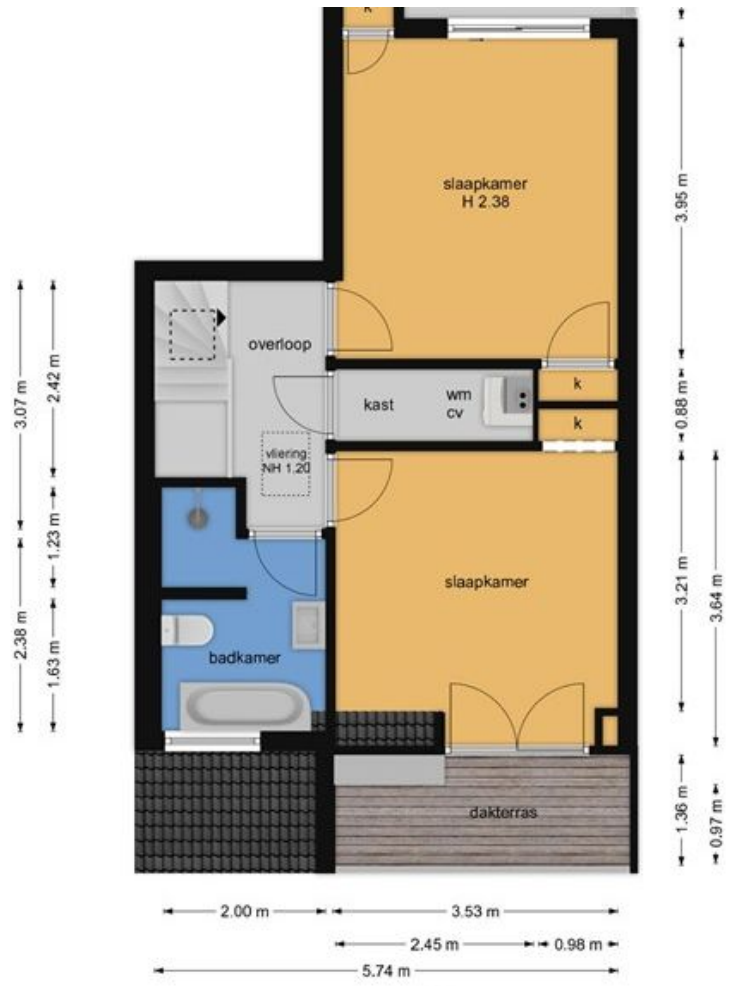 k
slaapkamer
H 2.38
3.95 m
overloop
kast
wm
cv
k
k
0.88 m
3.07 m
2.42 m
vliering
NH 1.20
1.23 m
slaapkamer
3.21 m
3.64 m
2.38 m
1.63 m
badkamer
dakterras
1.36 m
0.97 m
2.00 m
3.53 m
2.45 m
0.98 m
5.74 m